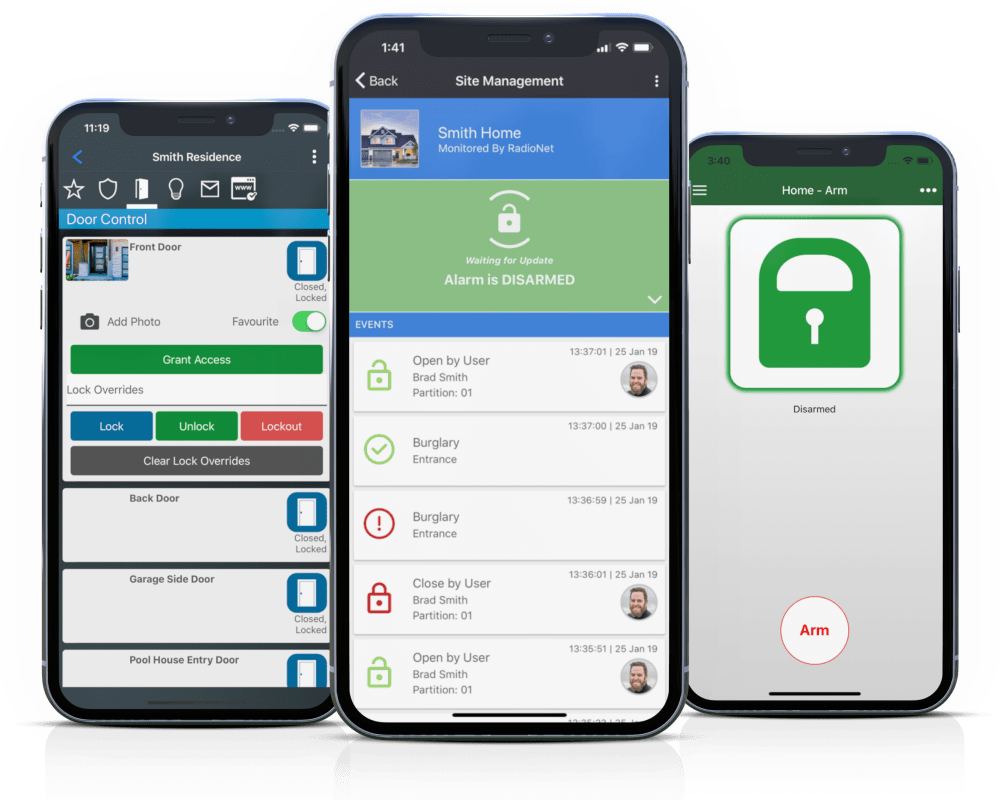 11:19
Smith Residence
www
Door Control
Front Door
Closed,
Locked
Add Photo
Favourite
Grant Access
Lock Overrides
Lock
Unlock
Lockout
Clear Lock Overrides
Back Door
Closed,
Locked
Garage Side Door
Closed,
Locked
Pool House Entry Door
1:41
Back
Site Management
Smith Home
Monitored By RadioNet
Waiting for Update
Alarm is DISARMED
EVENTS
13:37:01 | 25 Jan 19
Open by User
Brad Smith
Partition: 01
13:37:00 | 25 Jan 19
Burglary
Entrance
13:36:59 | 25 Jan 19
Burglary
Entrance
13:36:01 | 25 Jan 19
Close by User
Brad Smith
Partition: 01
13:35:51 | 25 Jan 19
Open by User
Brad Smith
Partition: 01
3:40
Home - Arm
Disarmed
Arm